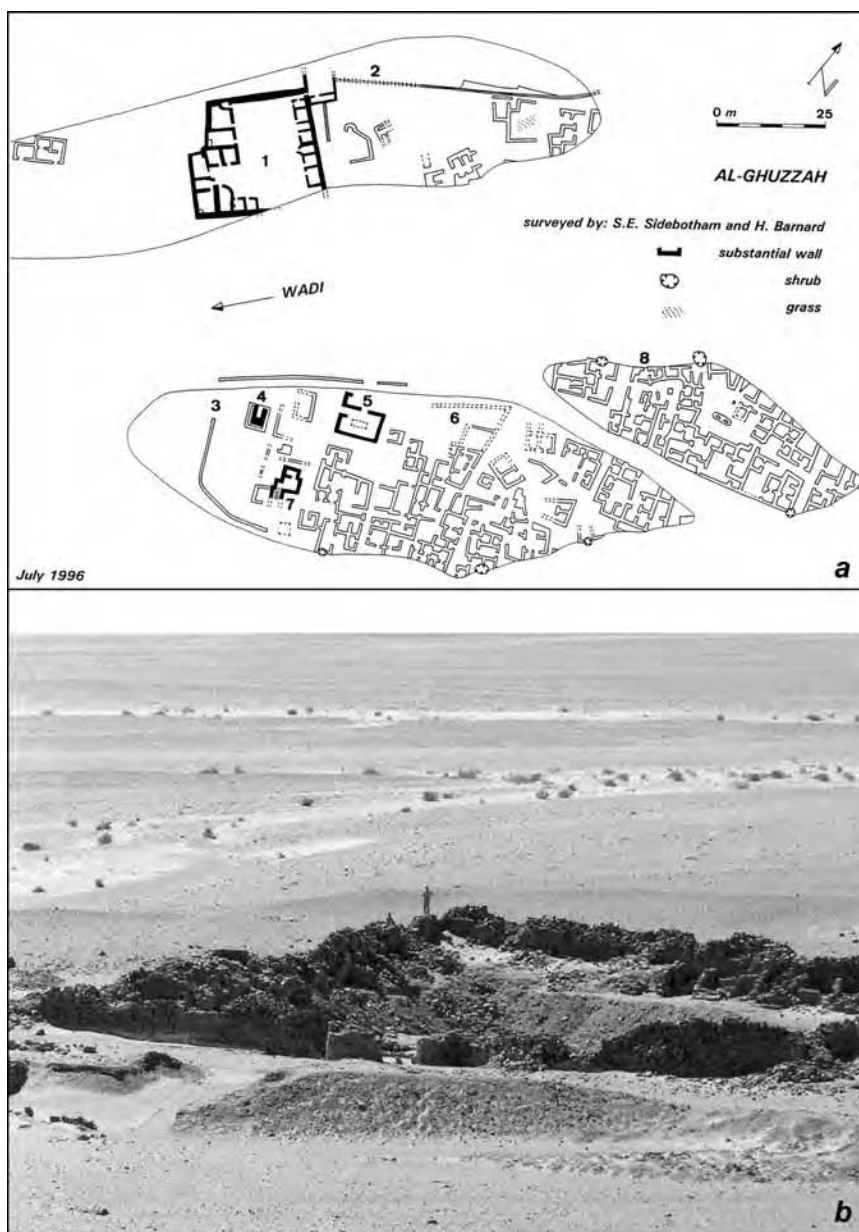 1
2
0 m 25
AL-GHUZZAH
surveyed by: S.E. Sidebotham and H. Barnard
substantial wall
shrub
grass
WADI
3
4
5
6
7
8
July 1996
a
b